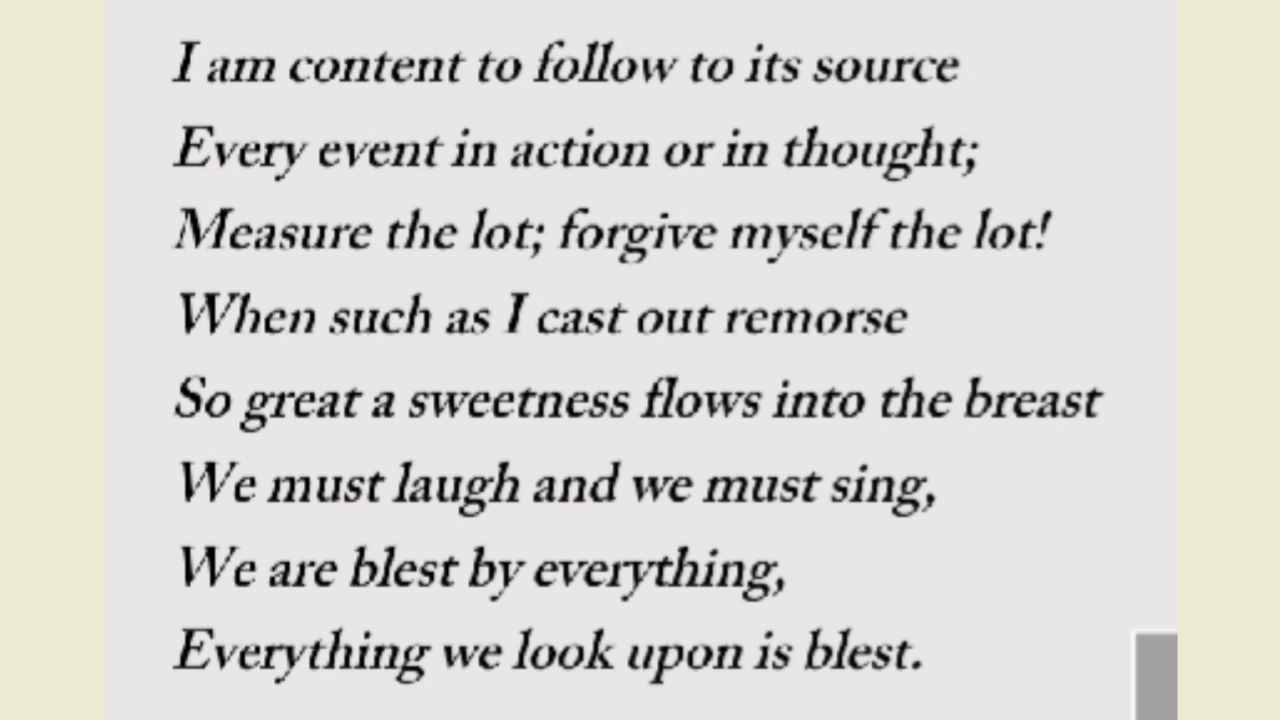 I am content to follow to its source
Every event in action or in thought;
Measure the lot; forgive myself the lot!
When such as I cast out remorse
So great a sweetness flows into the breast
We must laugh and we must sing,
We are blest by everything,
Everything we look upon is blest.